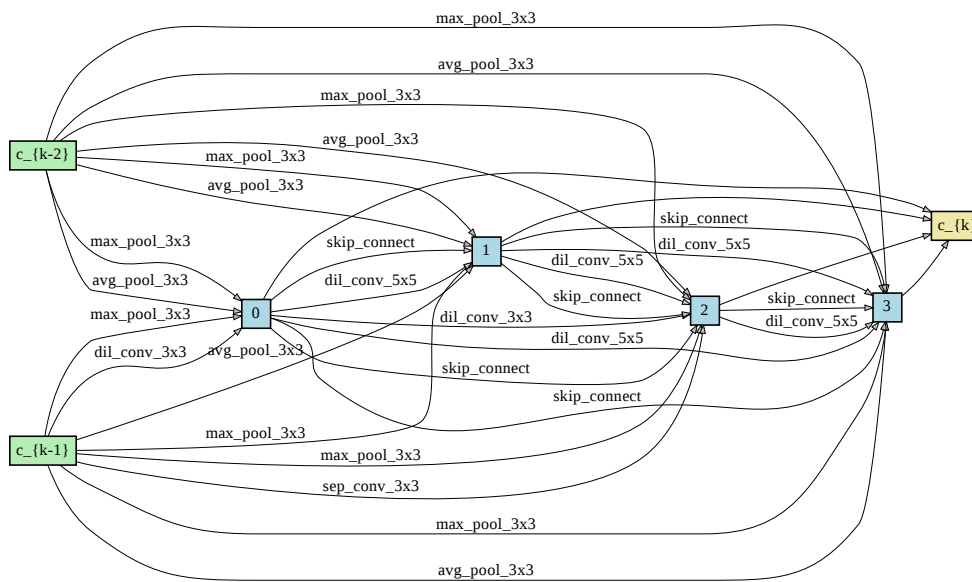 max_pool_3x3
avg_pool_3x3
max_pool_3x3
avg_pool_3x3
c_{k-2}
max_pool_3x3
avg_pool_3x3
skip_connect
c_{k}
max_pool_3x3
skip_connect
1
dil_conv_5x5
dil_conv_5x5
avg_pool_3x3
dil_conv_5x5
skip_connect
skip_connect
3
max_pool_3x3
0
dil_conv_3x3
2
dil_conv_5x5
dil_conv_3x3
avg_pool_3x3
dil_conv_5x5
skip_connect
skip_connect
max_pool_3x3
c_{k-1}
max_pool_3x3
sep_conv_3x3
max_pool_3x3
avg_pool_3x3